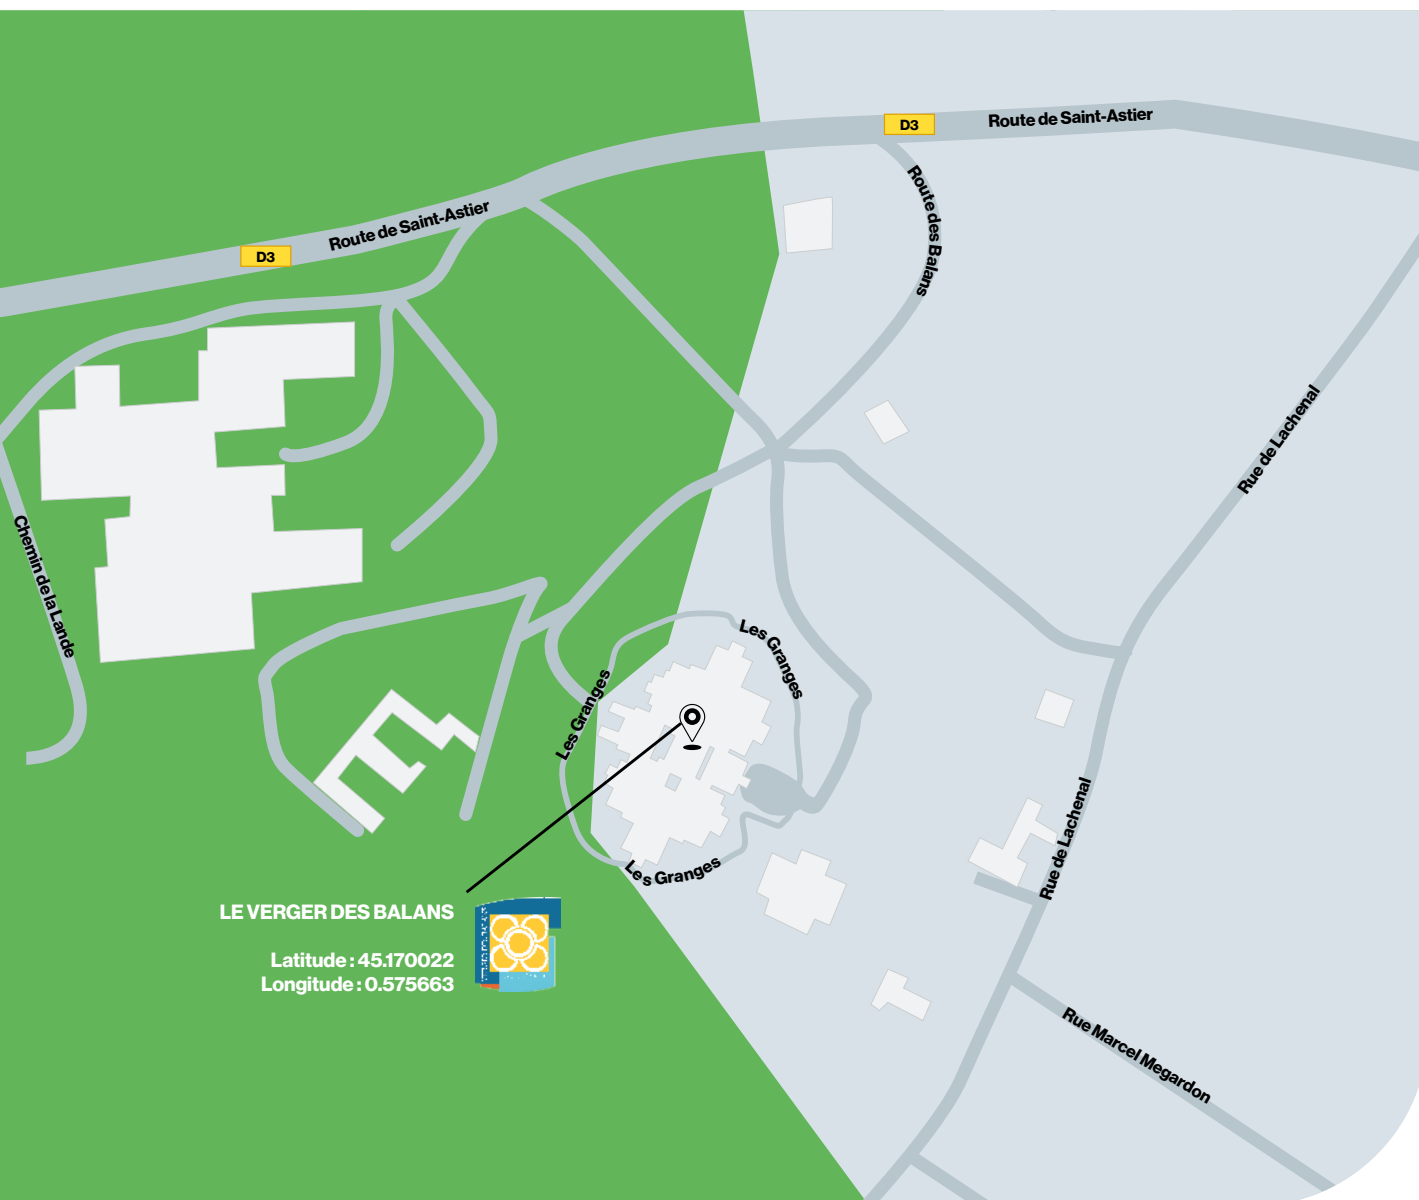 D3
Route de Saint-Astier
Route des Balans
Route de Saint-Astier
D3
Rue de Lachenal
Chemin de la Lande
Les Granges
Les Granges
Rue de Lachenal
Les Granges
LE VERGER DES BALANS
Latitude : 45.170022
Longitude : 0.575663
Rue Marcel Megardon